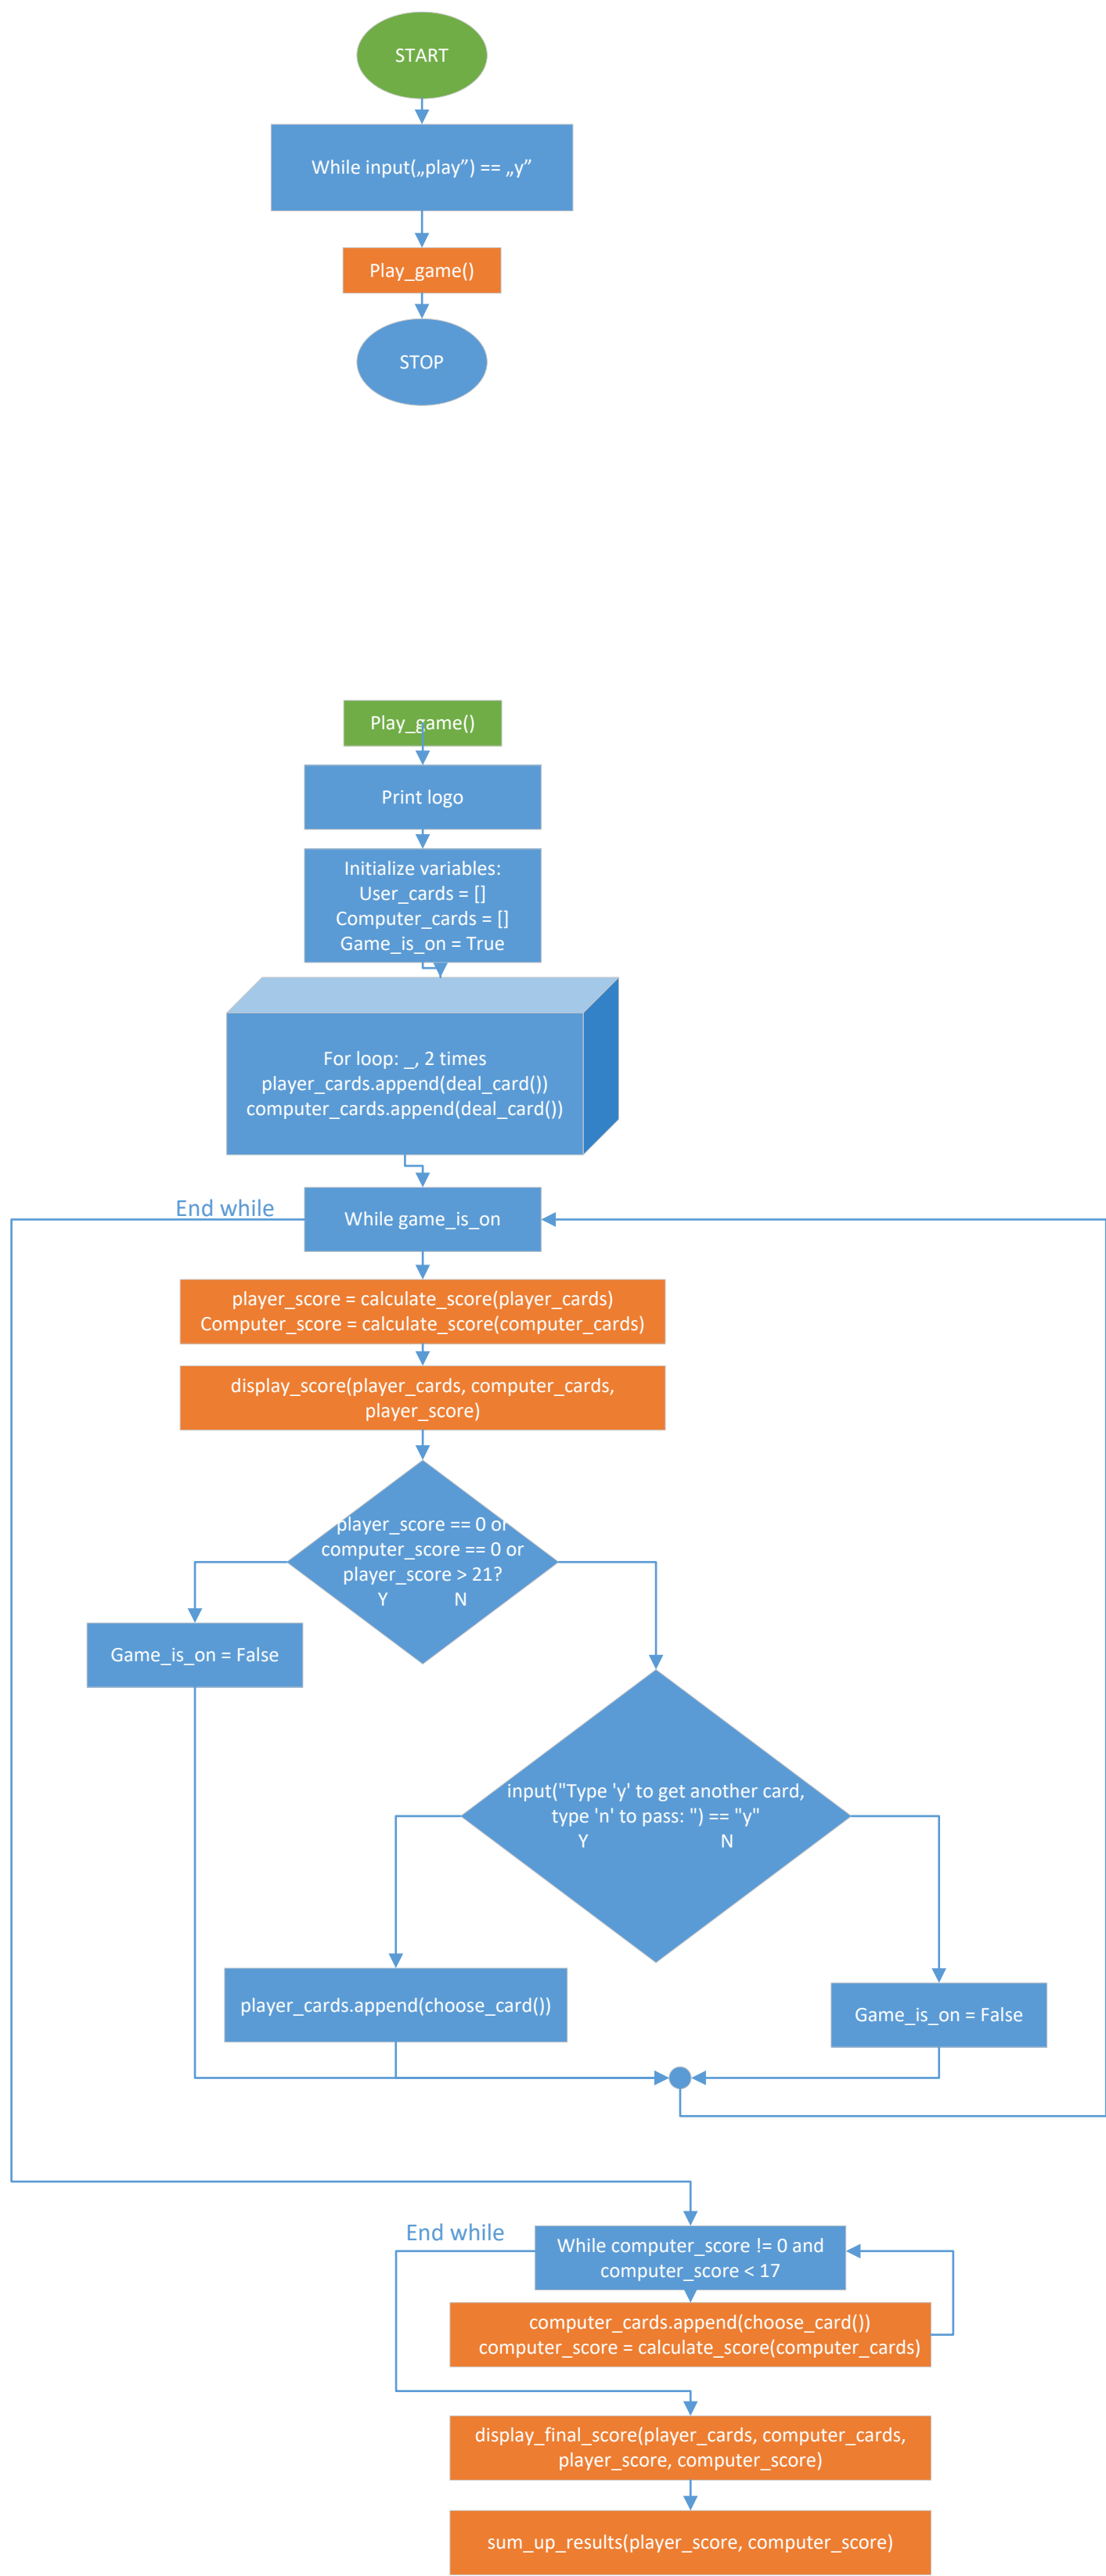 START
While input(„play”) == „y”
Play_game()
STOP
Play_game()
Print logo
Initialize variables:
User_cards = []
Computer_cards = []
Game_is_on = True
For loop: _, 2 times
player_cards.append(deal_card())
computer_cards.append(deal_card())
End while
While game_is_on
player_score = calculate_score(player_cards)
Computer_score = calculate_score(computer_cards)
display_score(player_cards, computer_cards,
player_score)
player_score == 0 or
computer_score == 0 or
player_score > 21?
Y N
Game_is_on = False
input("Type 'y' to get another card,
type 'n' to pass: ") == "y"
Y N
player_cards.append(choose_card())
Game_is_on = False
End while
While computer_score != 0 and
computer_score < 17
computer_cards.append(choose_card())
computer_score = calculate_score(computer_cards)
display_final_score(player_cards, computer_cards,
player_score, computer_score)
sum_up_results(player_score, computer_score)